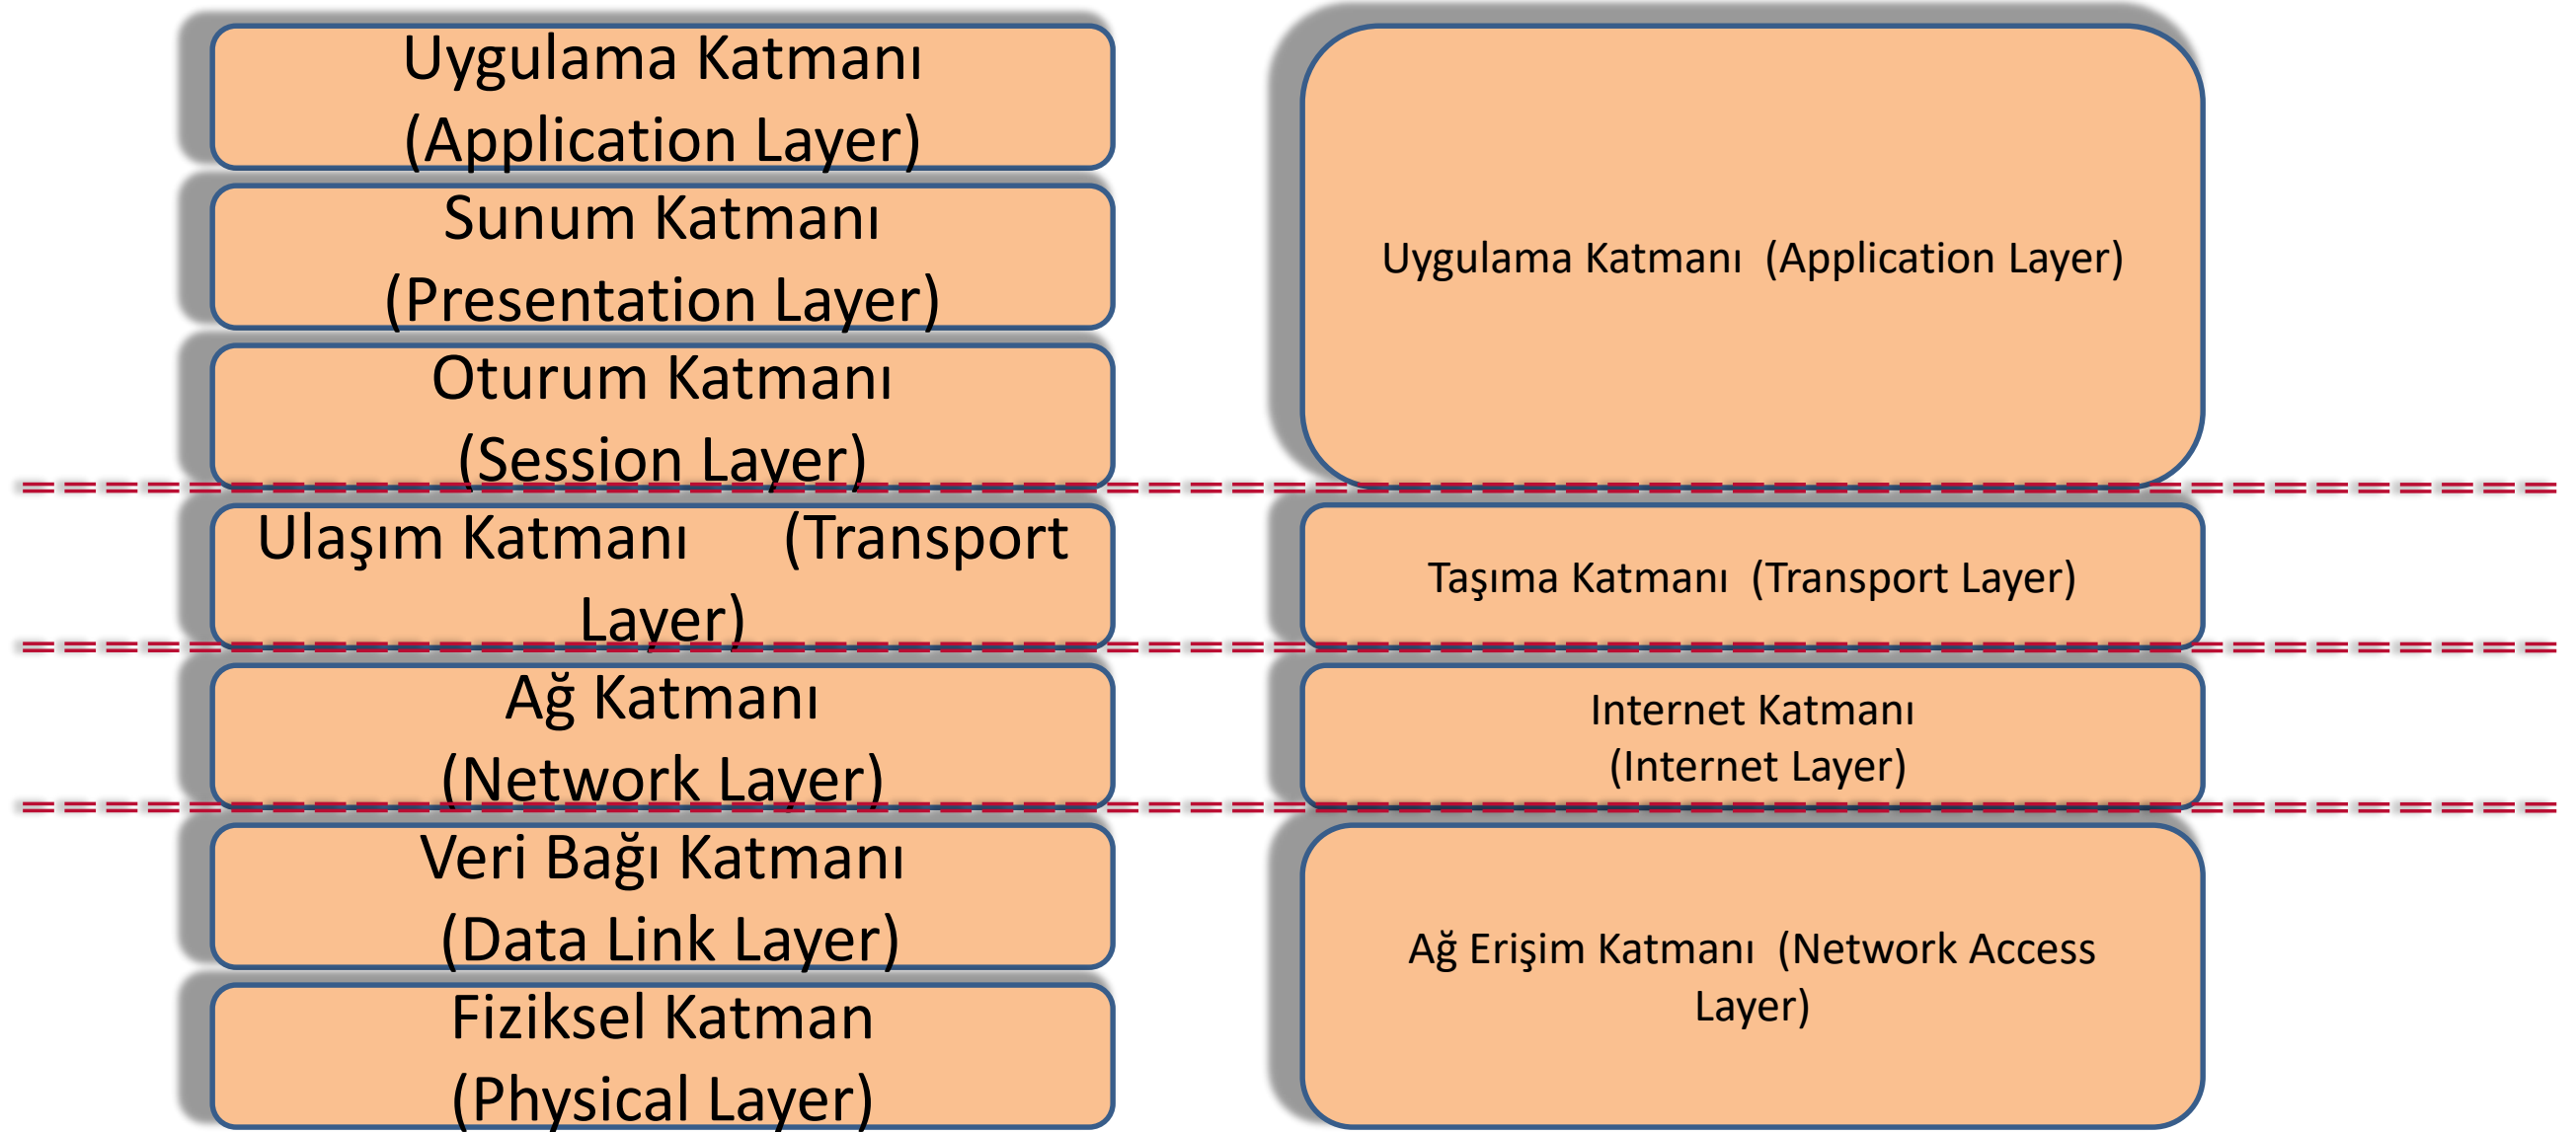 Uygulama Katmanı
(Application Layer)
Sunum Katmanı
(Presentation Layer)
Oturum Katmanı
(Session Layer)
Ulaşım Katmanı (Transport
Layer)
Ağ Katmanı
(Network Layer)
Veri Bağı Katmanı
(Data Link Layer)
Fiziksel Katman
(Physical Layer)
Uygulama Katmanı (Application Layer)
Taşıma Katmanı (Transport Layer)
Internet Katmanı
(Internet Layer)
Ağ Erişim Katmanı (Network Access
Layer)